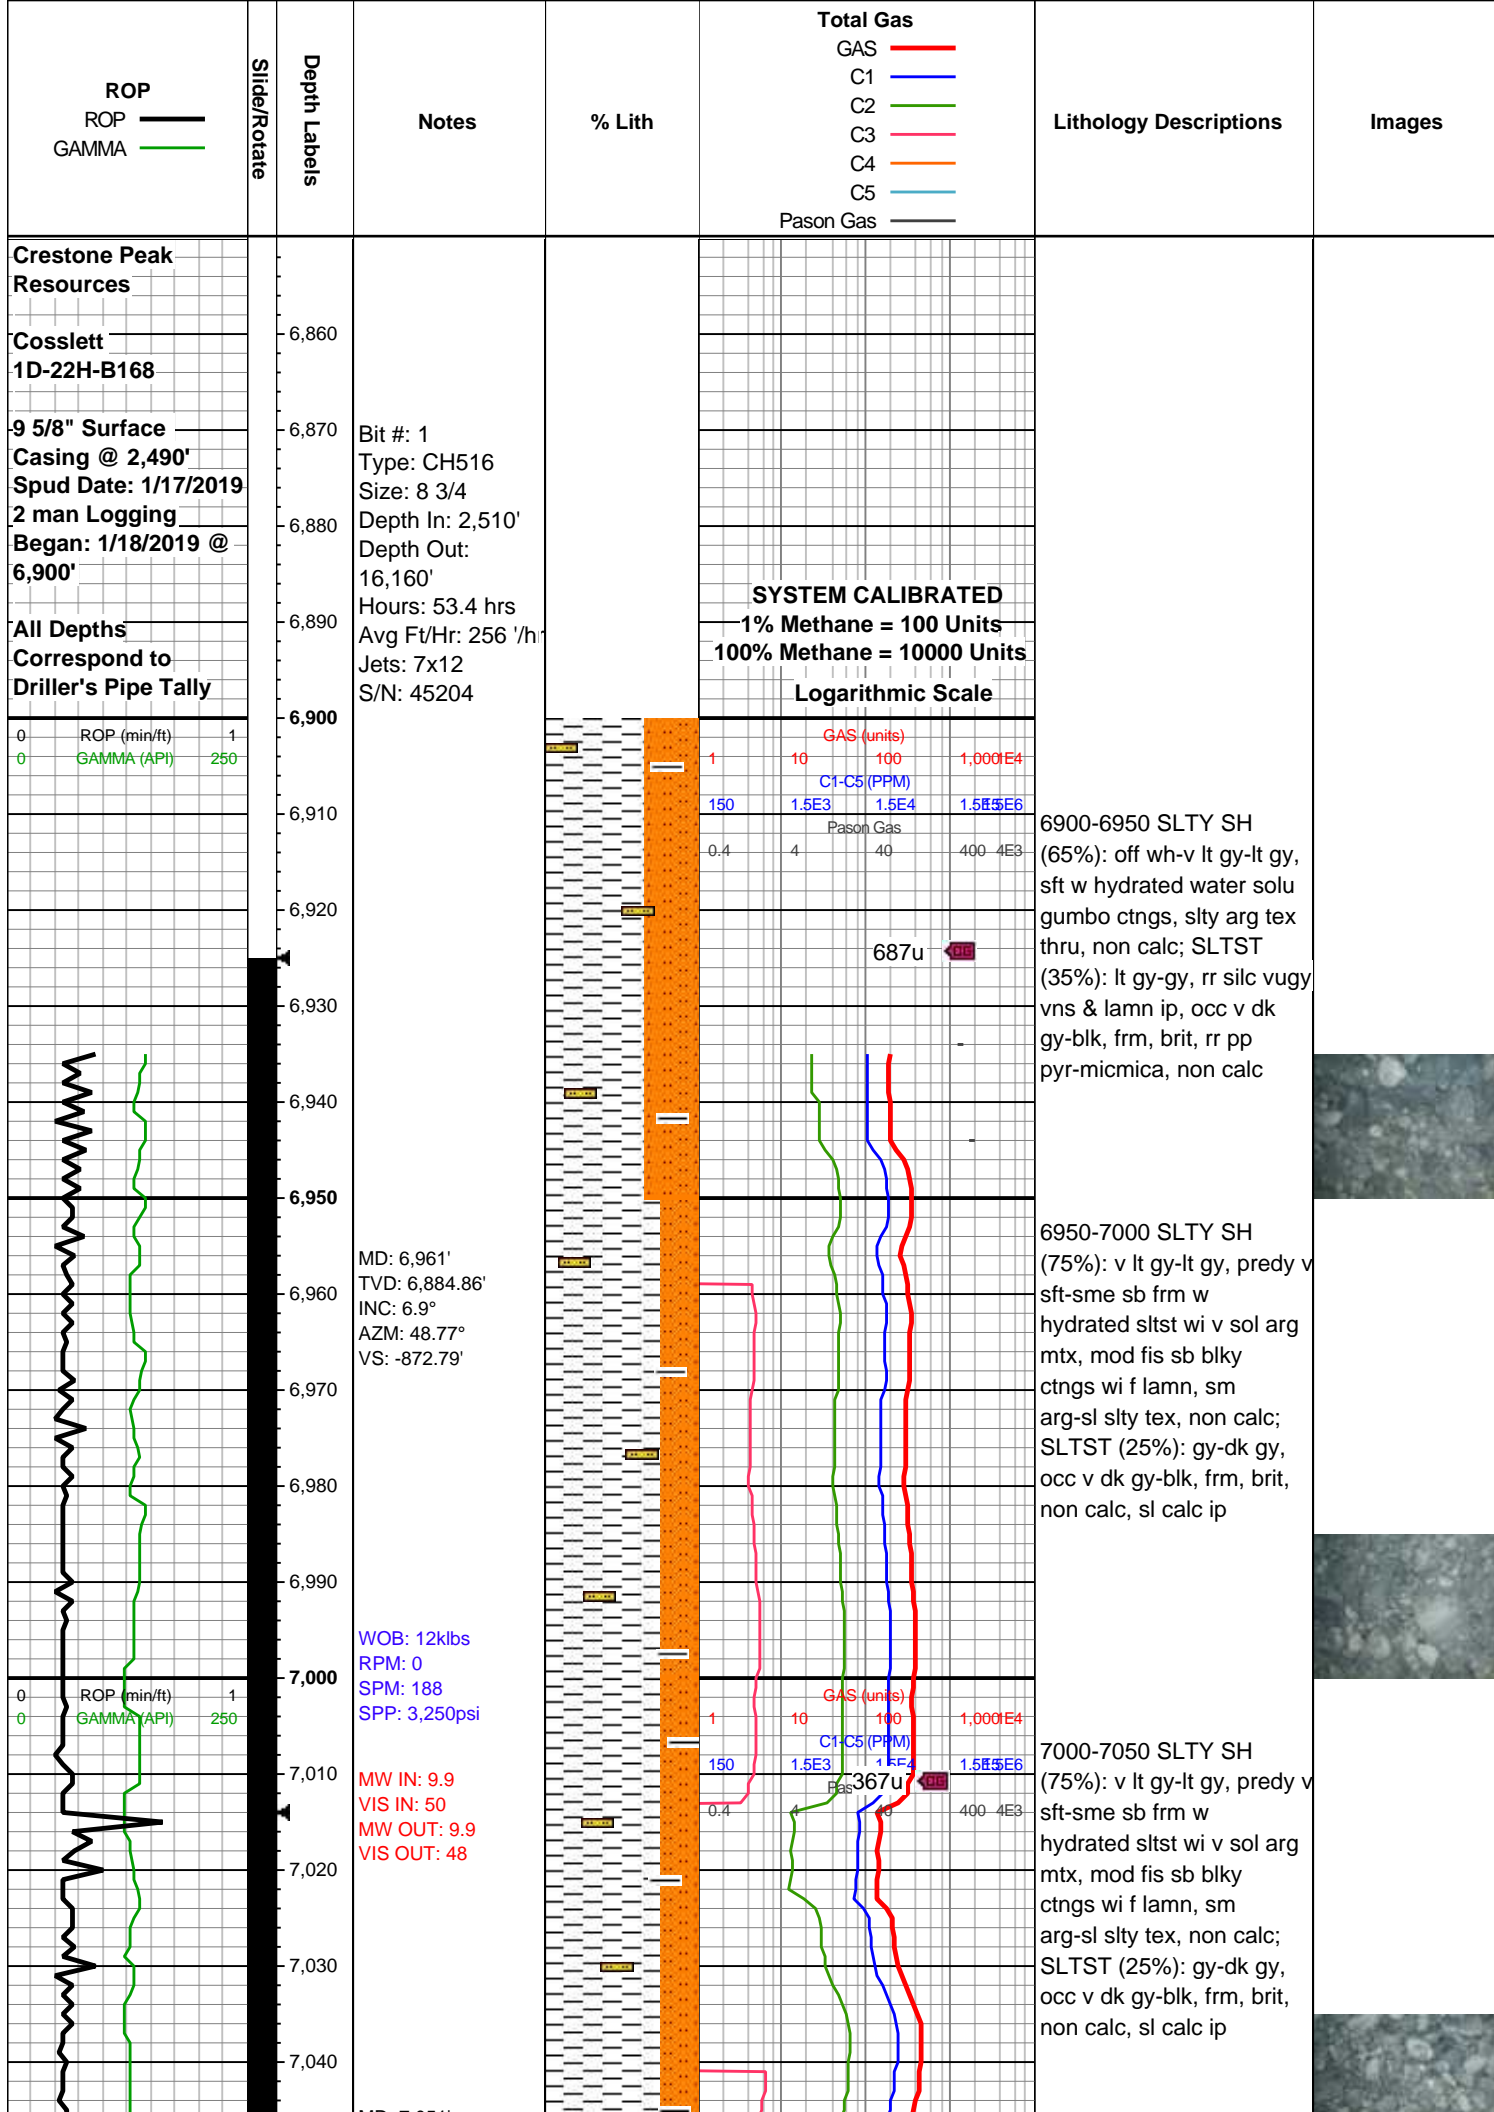 ROP
ROP
GAMMA
Slide/Rotate
Depth Labels
Notes
% Lith
Total Gas
GAS
C1
C2
C3
C4
C5
Pason Gas
Lithology Descriptions
Images
Crestone Peak
Resources
Cosslett
1D-22H-B168
9 5/8" Surface
Casing @ 2,490'
Spud Date: 1/17/2019
2 man Logging
Began: 1/18/2019 @
6,900'
All Depths
Correspond to
Driller's Pipe Tally
6,860
6,870
6,880
6,890
6,900
6,910
6,920
6,930
6,940
6,950
6,960
6,970
6,980
6,990
7,000
7,010
7,020
7,030
7,040
Bit #: 1
Type: CH516
Size: 8 3/4
Depth In: 2,510'
Depth Out:
16,160'
Hours: 53.4 hrs
Avg Ft/Hr: 256 '/hr
Jets: 7x12
S/N: 45204
SYSTEM CALIBRATED
1% Methane = 100 Units
100% Methane = 10000 Units
Logarithmic Scale
0 ROP (min/ft) 1
0 GAMMA (API) 250
GAS (units)
1 10 100 1,000 1E4
C1-C5 (PPM)
150 1.5E3 1.5E4 1.5E5 1.5E6
Pason Gas
0.4 4 40 400 4E3
687u
CG
6900-6950 SLTY SH
(65%): off wh-v lt gy-lt gy,
sft w hydrated water solu
gumbo ctngs, slty arg tex
thru, non calc; SLTST
(35%): lt gy-gy, rr silc vugy
vns & lamn ip, occ v dk
gy-blk, frm, brit, rr pp
pyr-micmica, non calc
MD: 6,961'
TVD: 6,884.86'
INC: 6.9°
AZM: 48.77°
VS: -872.79'
6950-7000 SLTY SH
(75%): v lt gy-lt gy, predy v
sft-sme sb frm w
hydrated sltst wi v sol arg
mtx, mod fis sb blky
ctngs wi f lamn, sm
arg-sl slty tex, non calc;
SLTST (25%): gy-dk gy,
occ v dk gy-blk, frm, brit,
non calc, sl calc ip
WOB: 12klbs
RPM: 0
SPM: 188
SPP: 3,250psi
MW IN: 9.9
VIS IN: 50
MW OUT: 9.9
VIS OUT: 48
0 ROP (min/ft) 1
0 GAMMA (API) 250
GAS (units)
1 10 100 1,000 1E4
C1-C5 (PPM)
150 1.5E3 1.5E4 1.5E5 1.5E6
Pas
367u
CG
0.4 4 40 400 4E3
7000-7050 SLTY SH
(75%): v lt gy-lt gy, predy v
sft-sme sb frm w
hydrated sltst wi v sol arg
mtx, mod fis sb blky
ctngs wi f lamn, sm
arg-sl slty tex, non calc;
SLTST (25%): gy-dk gy,
occ v dk gy-blk, frm, brit,
non calc, sl calc ip